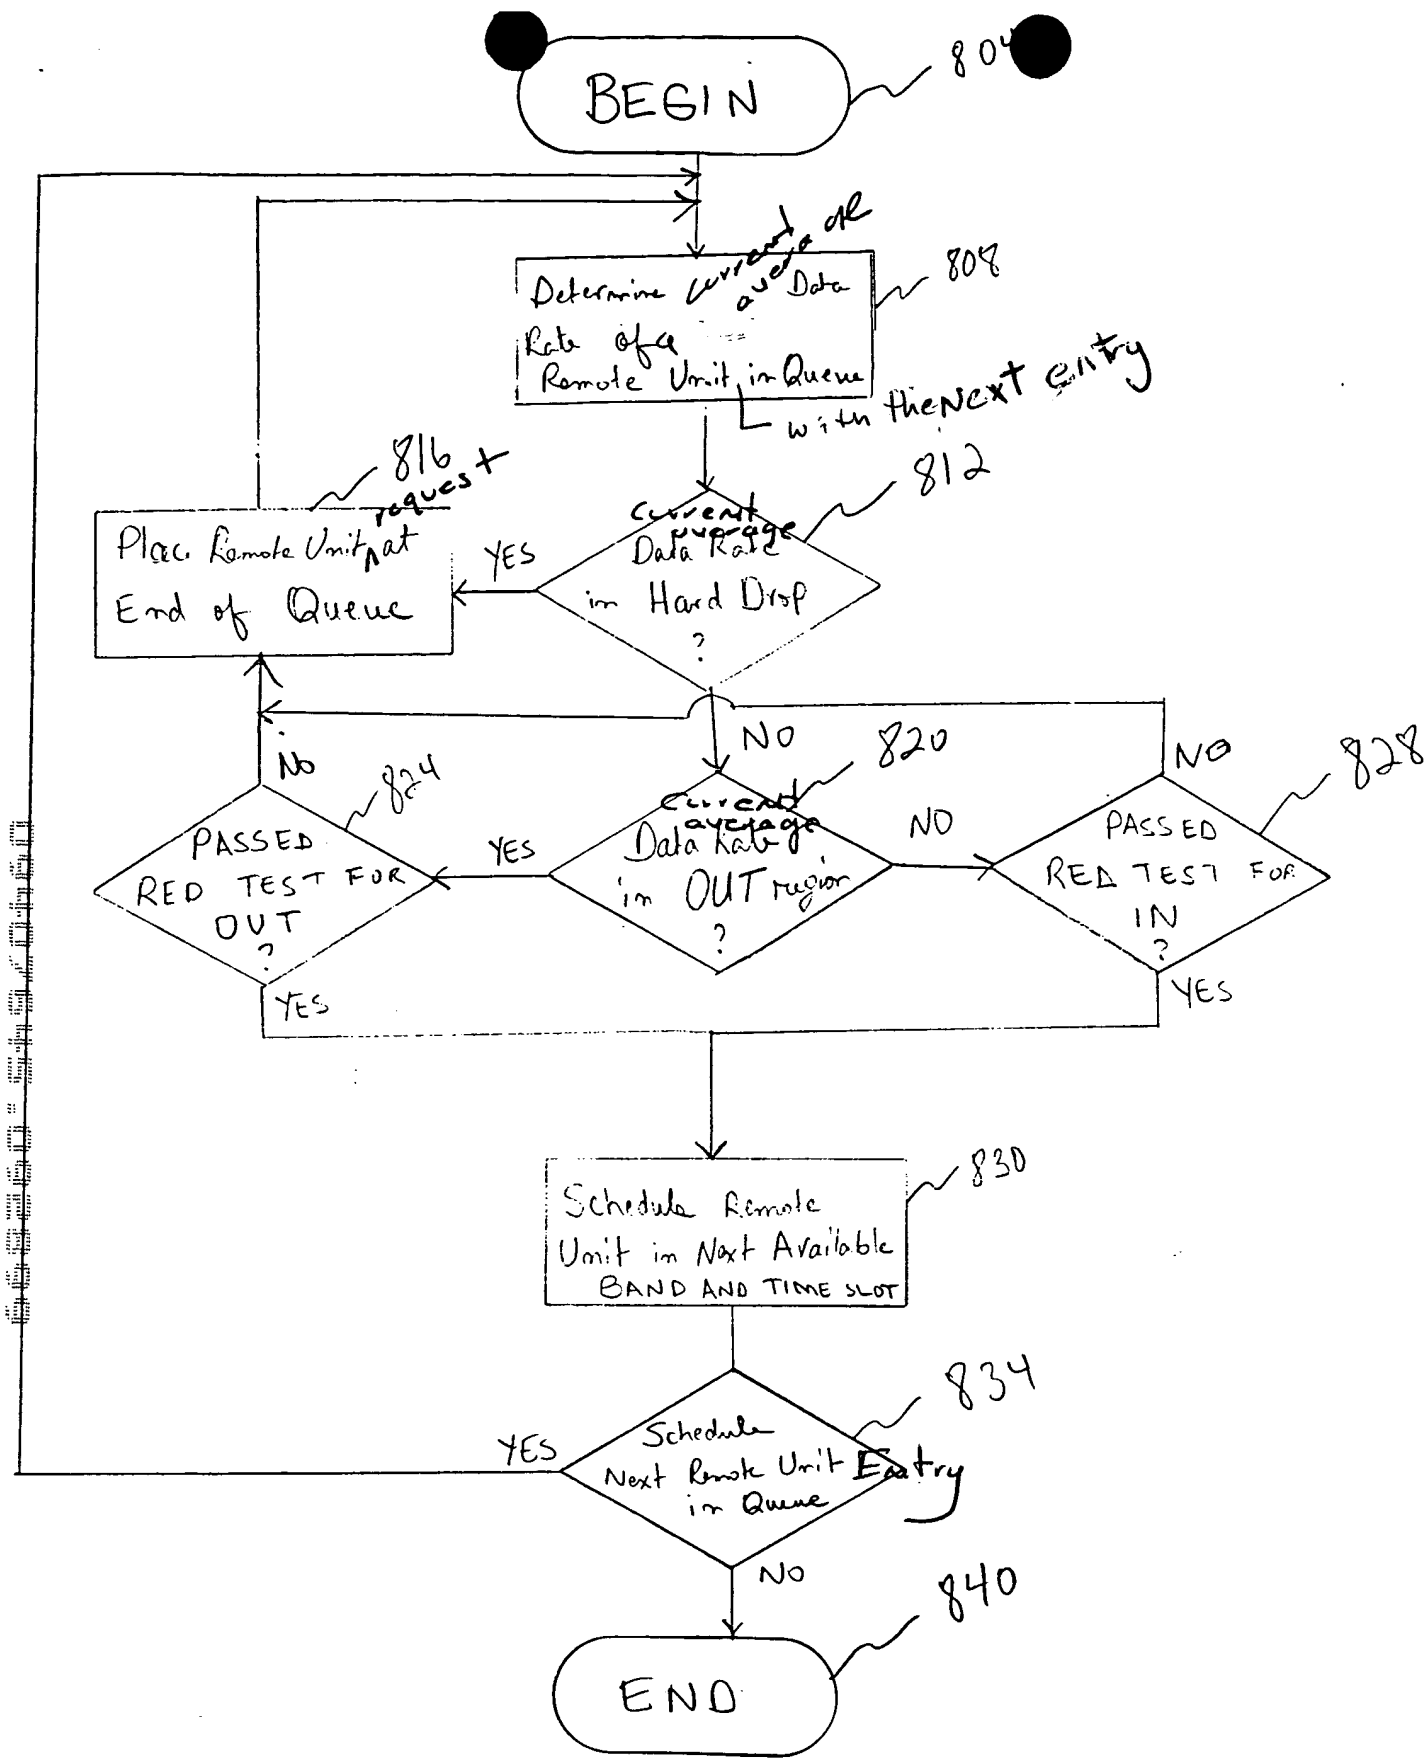 BEGIN
804
current
average
Determine Data
Rate of a
Remote Unit in Queue
808
with the Next entry
816
request
Place Remote Unit at
End of Queue
YES
current
average
Data Rate
in Hard Drop
?
812
NO
820
NO
828
No
824
PASSED
RED TEST FOR
OUT
?
YES
YES
current
average
Data Rate
in OUT region
?
NO
PASSED
RED TEST FOR
IN
?
YES
830
Schedule Remote
Unit in Next Available
BAND AND TIME SLOT
834
YES
Schedule
Next Remote Unit Entry
in Queue
NO
840
END